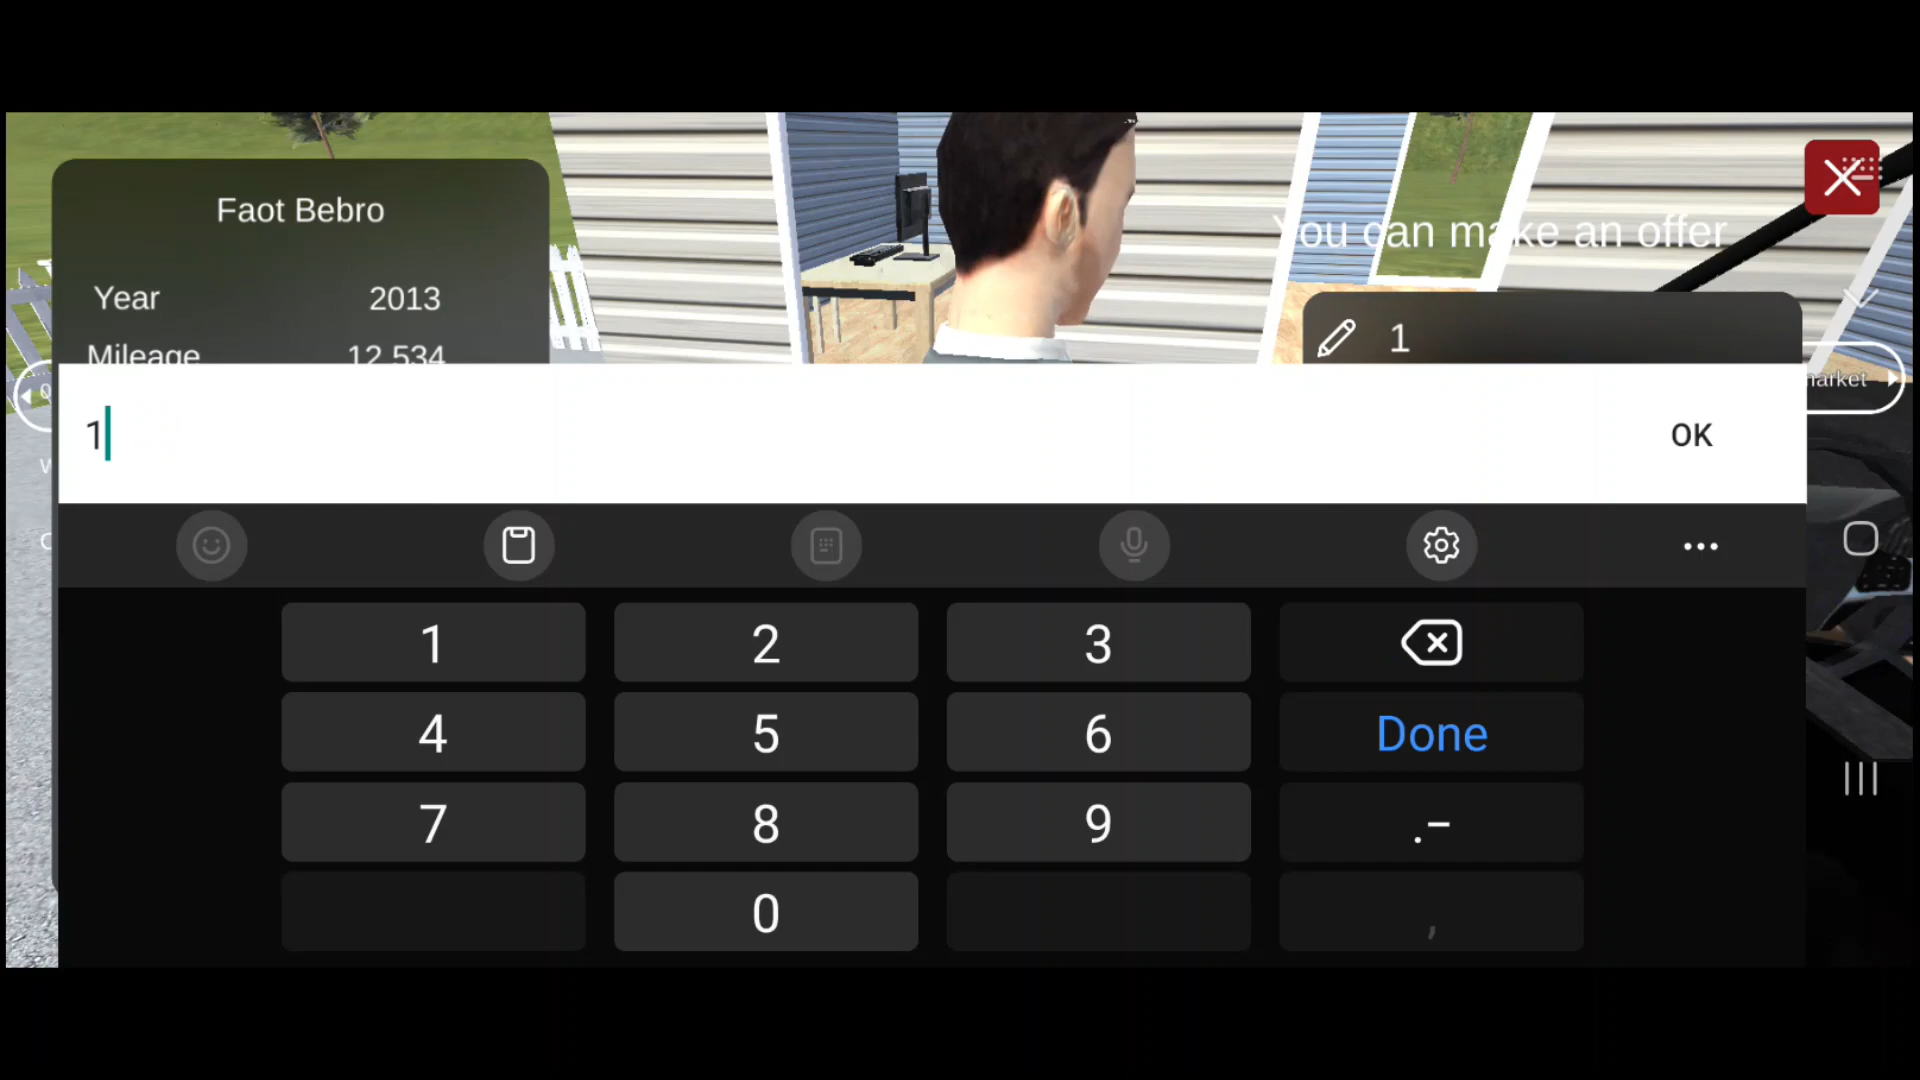 Faot Bebro
You can make an offer
Year 2013
Mileage 12 534
1
market
1
OK
1 2 3
4 5 6 Done
7 8 9 .-
0 ,